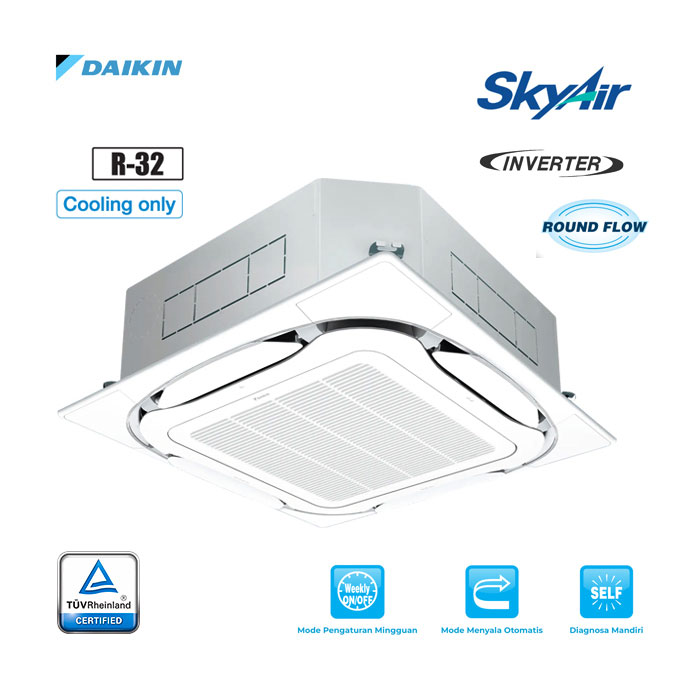 DAIKIN
SkyAir
R-32
INVERTER
Cooling only
ROUND FLOW
DAIKIN
TÜVRheinland
CERTIFIED
Weekly
ON/OFF
SELF
Mode Pengaturan Mingguan
Mode Menyala Otomatis
Diagnosa Mandiri